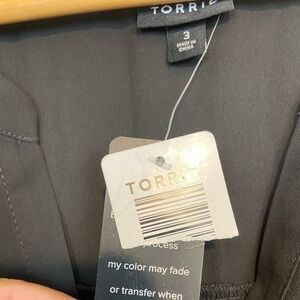 TORRID
3
MADE IN
CHINA
TORRID
process
my color may fade
or transfer when